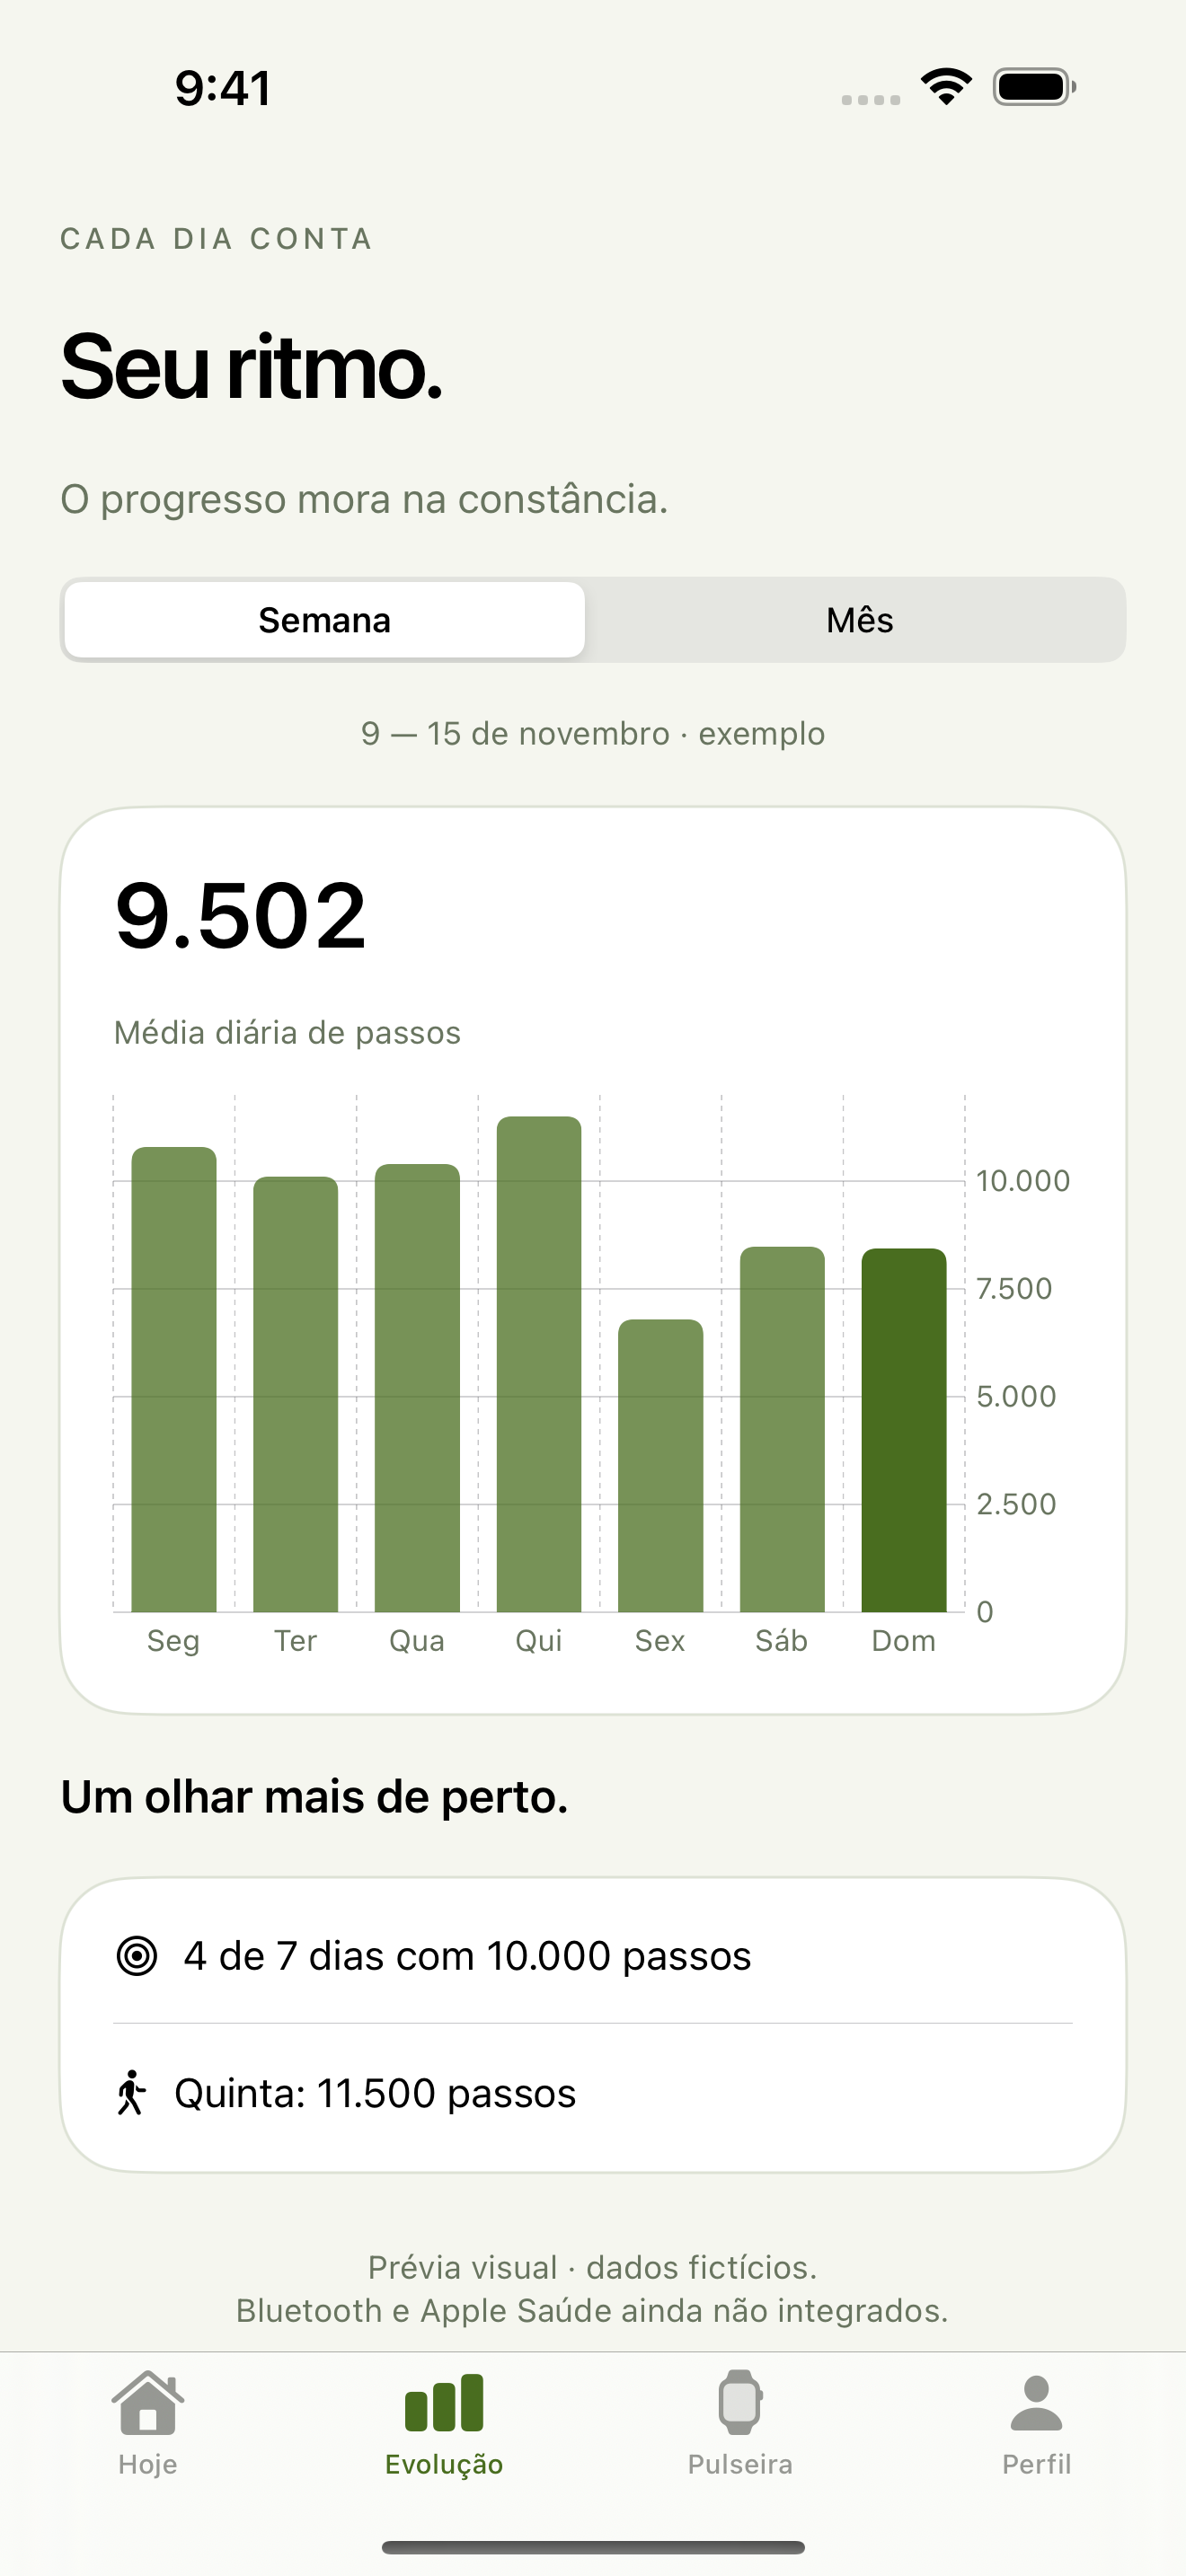 9:41
CADA DIA CONTA
Seu ritmo.
O progresso mora na constância.
Semana
Mês
9 — 15 de novembro · exemplo
9.502
Média diária de passos
10.000
7.500
5.000
2.500
0
Seg Ter Qua Qui Sex Sáb Dom
Um olhar mais de perto.
4 de 7 dias com 10.000 passos
Quinta: 11.500 passos
Prévia visual · dados fictícios.
Bluetooth e Apple Saúde ainda não integrados.
Hoje Evolução Pulseira Perfil